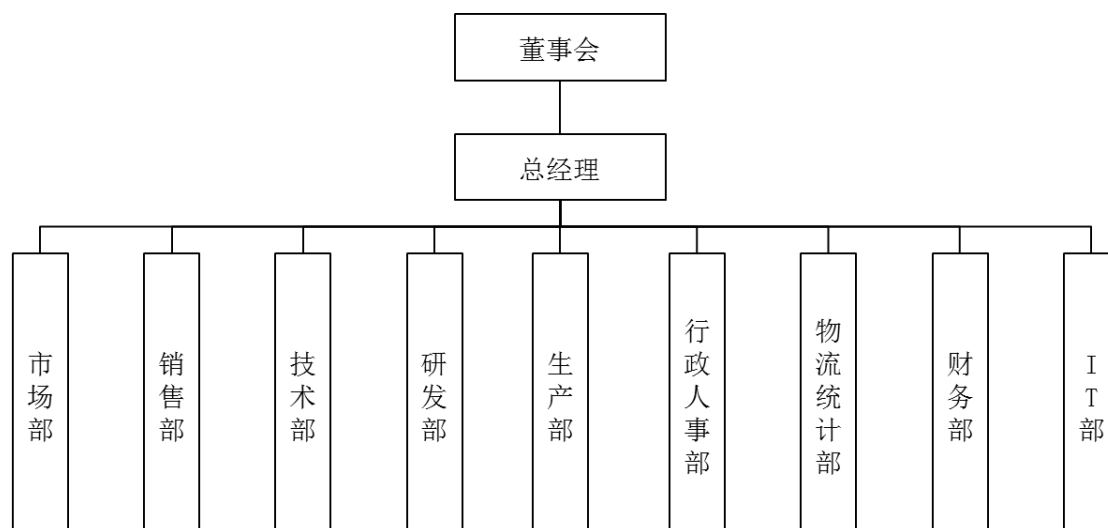 董事会
总经理
市场部
销售部
技术部
研发部
生产部
行政人事部
物流统计部
财务部
IT部